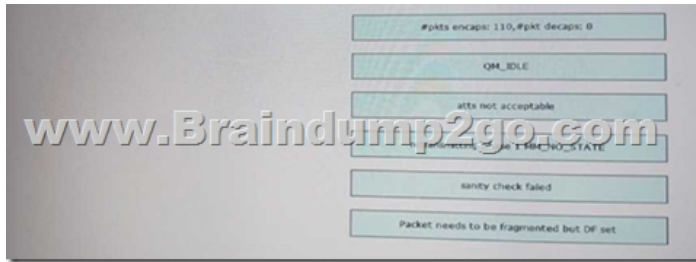 #pkts encaps: 110,#pkt decaps: 0
QM_IDLE
atts not acceptable
www.Braindump2go.com
1 MM_NO_STATE
sanity check failed
Packet needs to be fragmented but DF set